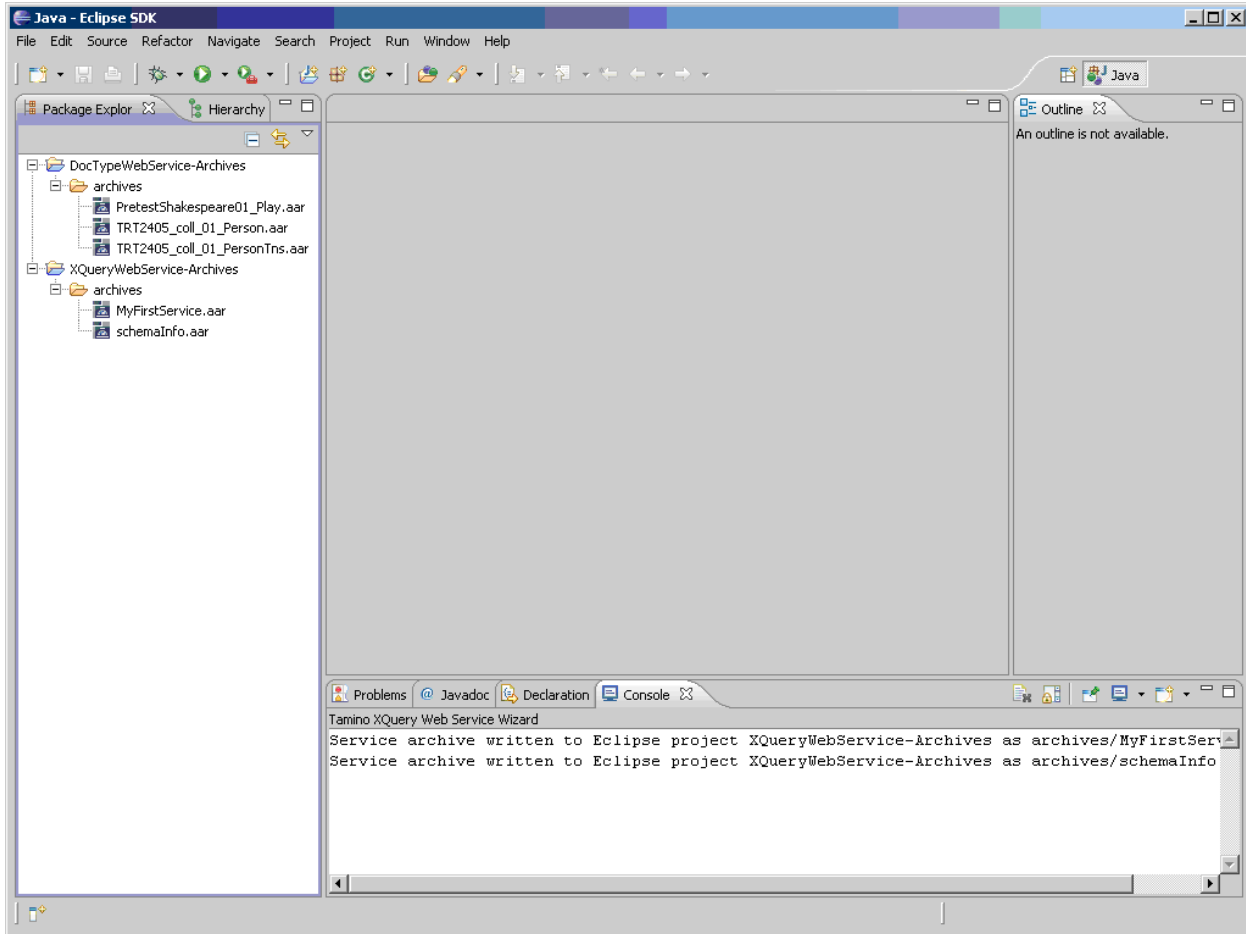 Java - Eclipse SDK
File Edit Source Refactor Navigate Search Project Run Window Help
Java
Package Explor
Hierarchy
Outline
An outline is not available.
DocTypeWebService-Archives
archives
PretestShakespeare01_Play.aar
TRT2405_coll_01_Person.aar
TRT2405_coll_01_PersonTns.aar
XQueryWebService-Archives
archives
MyFirstService.aar
schemaInfo.aar
Problems @ Javadoc Declaration Console
Tamino XQuery Web Service Wizard
Service archive written to Eclipse project XQueryWebService-Archives as archives/MyFirstServ
Service archive written to Eclipse project XQueryWebService-Archives as archives/schemaInfo